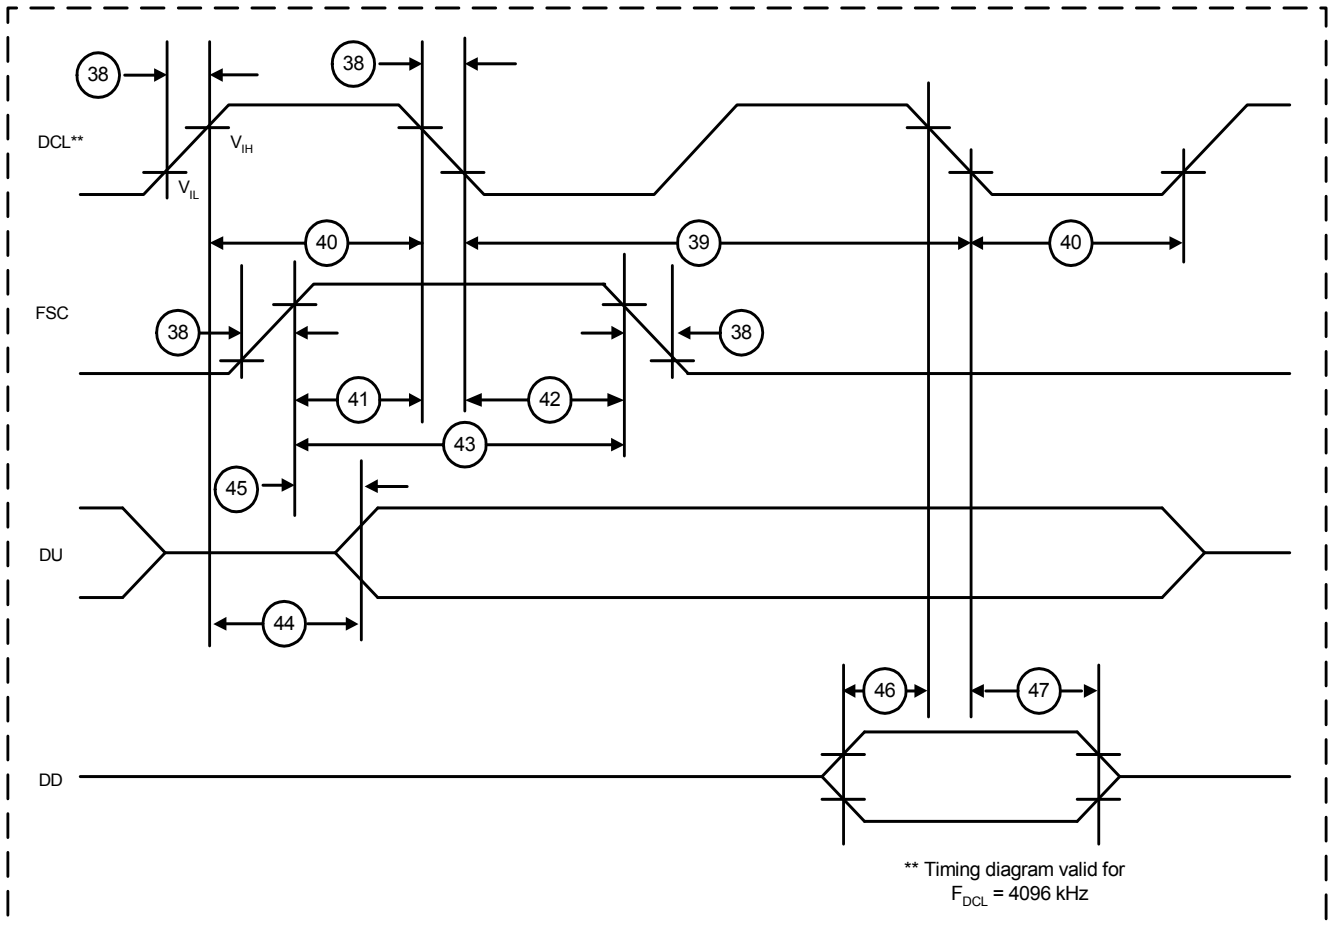 38
38
DCL**
V_IH
V_IL
40
39
40
FSC
38
38
41
42
43
45
DU
44
46
47
DD
** Timing diagram valid for
F_DCL = 4096 kHz